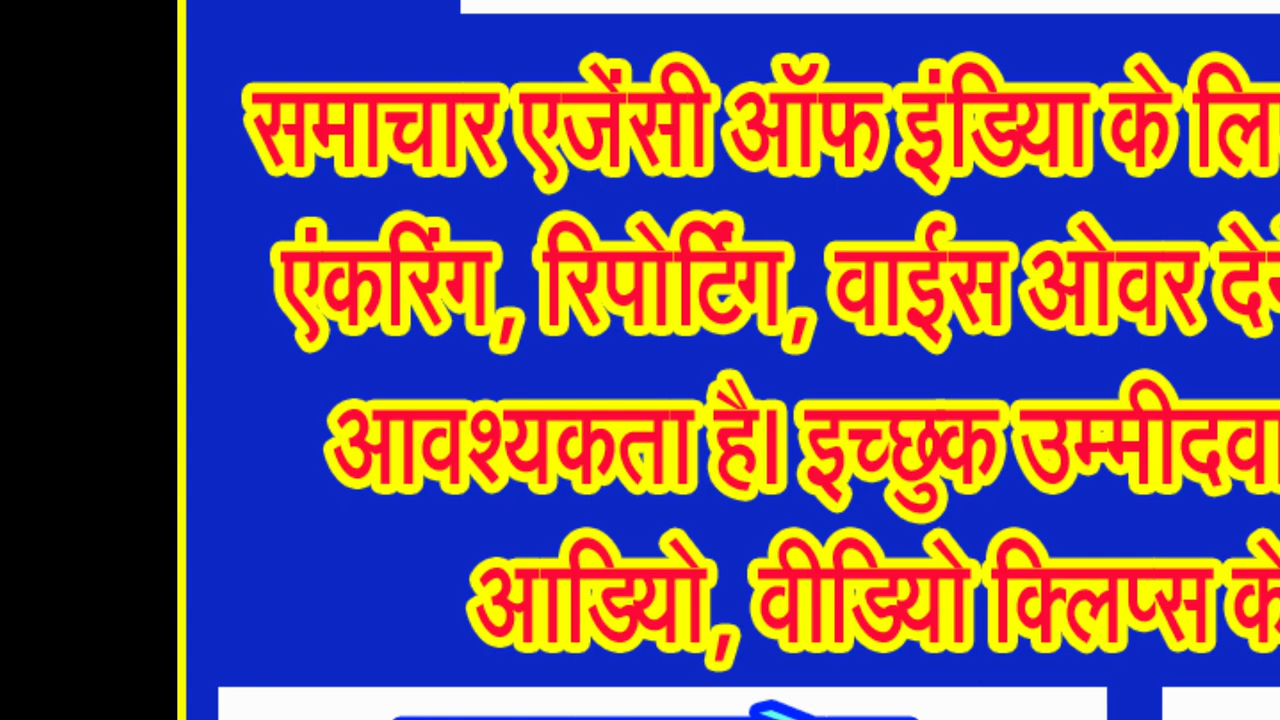 समाचार एजेंसी ऑफ इंडिया के
एंकरिंग, रिपोर्टिंग, वाईस ओवर
आवश्यकता है। इच्छुक
आडियो, वीडियो क्लिप्स